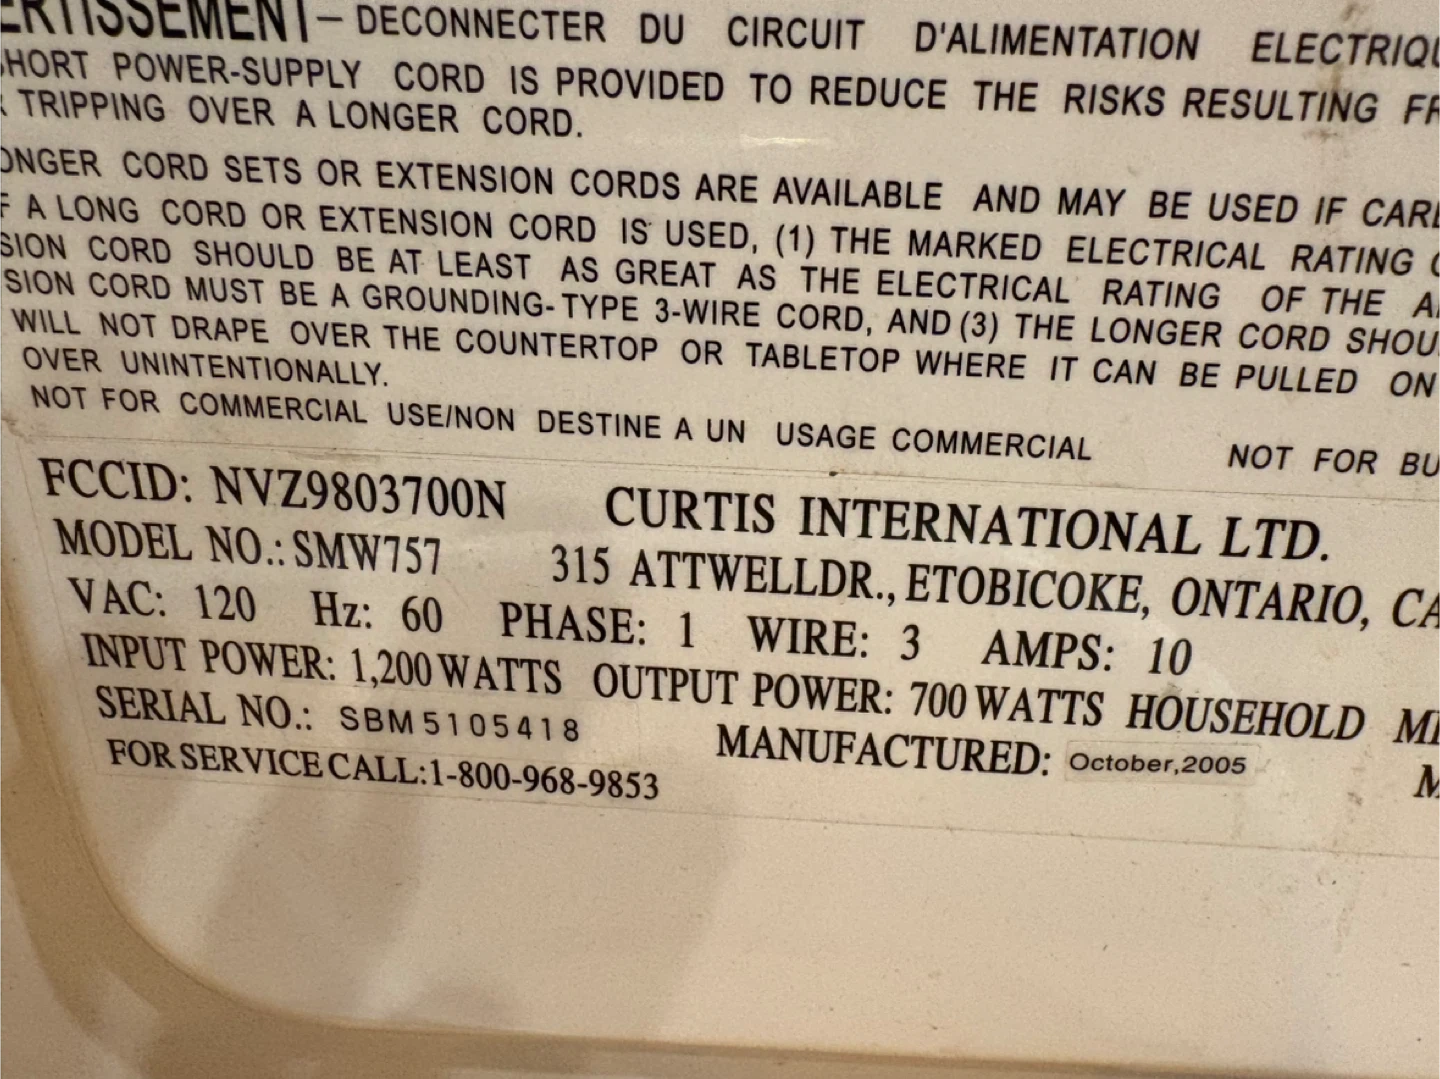 ERTISSEMENT– DECONNECTER DU CIRCUIT D'ALIMENTATION ELECTRIQU
SHORT POWER-SUPPLY CORD IS PROVIDED TO REDUCE THE RISKS RESULTING FR
R TRIPPING OVER A LONGER CORD.
ONGER CORD SETS OR EXTENSION CORDS ARE AVAILABLE AND MAY BE USED IF CARE
F A LONG CORD OR EXTENSION CORD IS USED, (1) THE MARKED ELECTRICAL RATING O
SION CORD SHOULD BE AT LEAST AS GREAT AS THE ELECTRICAL RATING OF THE A
SION CORD MUST BE A GROUNDING-TYPE 3-WIRE CORD, AND (3) THE LONGER CORD SHOU
WILL NOT DRAPE OVER THE COUNTERTOP OR TABLETOP WHERE IT CAN BE PULLED ON
OVER UNINTENTIONALLY.
NOT FOR COMMERCIAL USE/NON DESTINE A UN USAGE COMMERCIAL NOT FOR BU
FCCID: NVZ9803700N CURTIS INTERNATIONAL LTD.
MODEL NO.: SMW757 315 ATTWELLDR., ETOBICOKE, ONTARIO, CA
VAC: 120 Hz: 60 PHASE: 1 WIRE: 3 AMPS: 10
INPUT POWER: 1,200 WATTS OUTPUT POWER: 700 WATTS HOUSEHOLD MI
SERIAL NO.: SBM5105418 MANUFACTURED: October,2005 M
FOR SERVICE CALL:1-800-968-9853